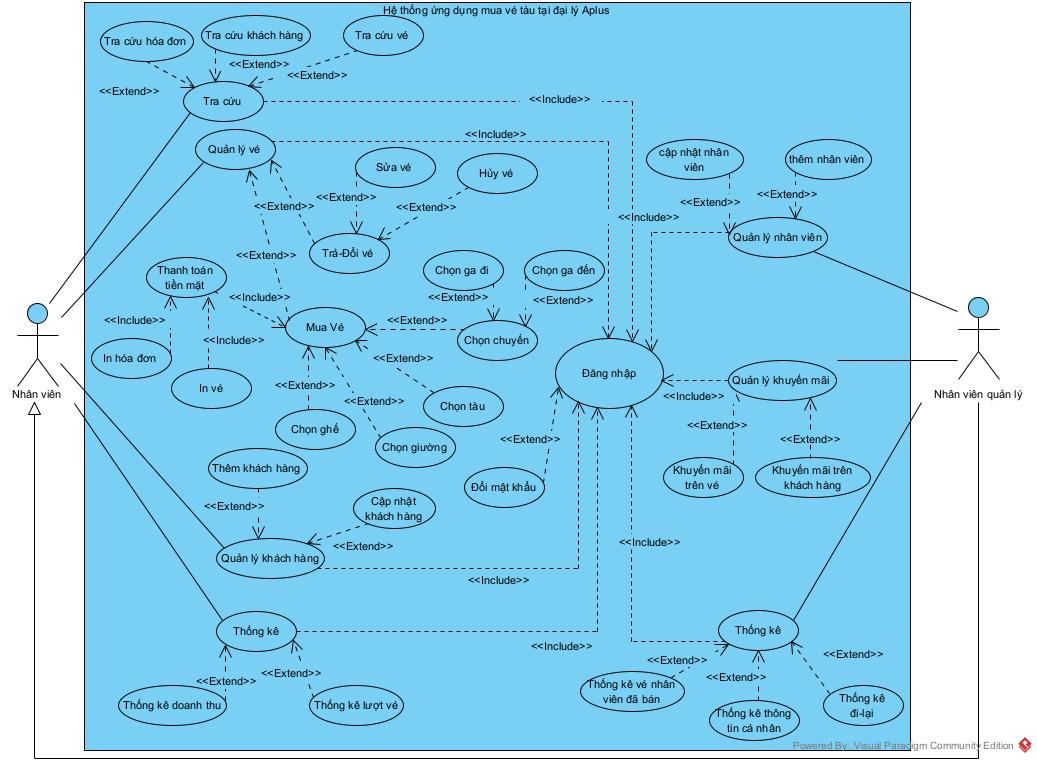 Hệ thống ứng dụng mua vé tàu tại đại lý Aplus
Tra cứu hóa đơn
Tra cứu khách hàng
Tra cứu vé
<<Extend>>
<<Extend>>
<<Extend>>
Tra cứu
<<Include>>
Quản lý vé
<<Include>>
Sửa vé
Hủy vé
cập nhật nhân
viên
thêm nhân viên
<<Extend>>
<<Extend>>
<<Extend>>
<<Extend>>
<<Extend>>
<<Include>>
Trả-Đổi vé
Quản lý nhân viên
<<Extend>>
Thanh toán
tiền mặt
Chọn ga đi
Chọn ga đến
<<Include>>
<<Extend>>
<<Extend>>
<<Include>>
<<Extend>>
Mua Vé
Chọn chuyến
<<Include>>
In hóa đơn
<<Extend>>
In vé
Đăng nhập
Quản lý khuyến mãi
Nhân viên
Nhân viên quản lý
<<Extend>>
<<Extend>>
<<Include>>
Chọn tàu
Chọn ghế
Chọn giường
<<Extend>>
<<Extend>>
<<Extend>>
Thêm khách hàng
Đổi mật khẩu
Khuyến mãi
trên vé
Khuyến mãi trên
khách hàng
<<Extend>>
Cập nhật
khách hàng
<<Extend>>
<<Include>>
Quản lý khách hàng
<<Include>>
Thống kê
Thống kê
<<Include>>
<<Extend>>
<<Extend>>
<<Extend>>
<<Extend>>
<<Extend>>
Thống kê doanh thu
Thống kê lượt vé
Thống kê vé nhân
viên đã bán
Thống kê thông
tin cá nhân
Thống kê
đi-lại
Powered By: Visual Paradigm Community Edition